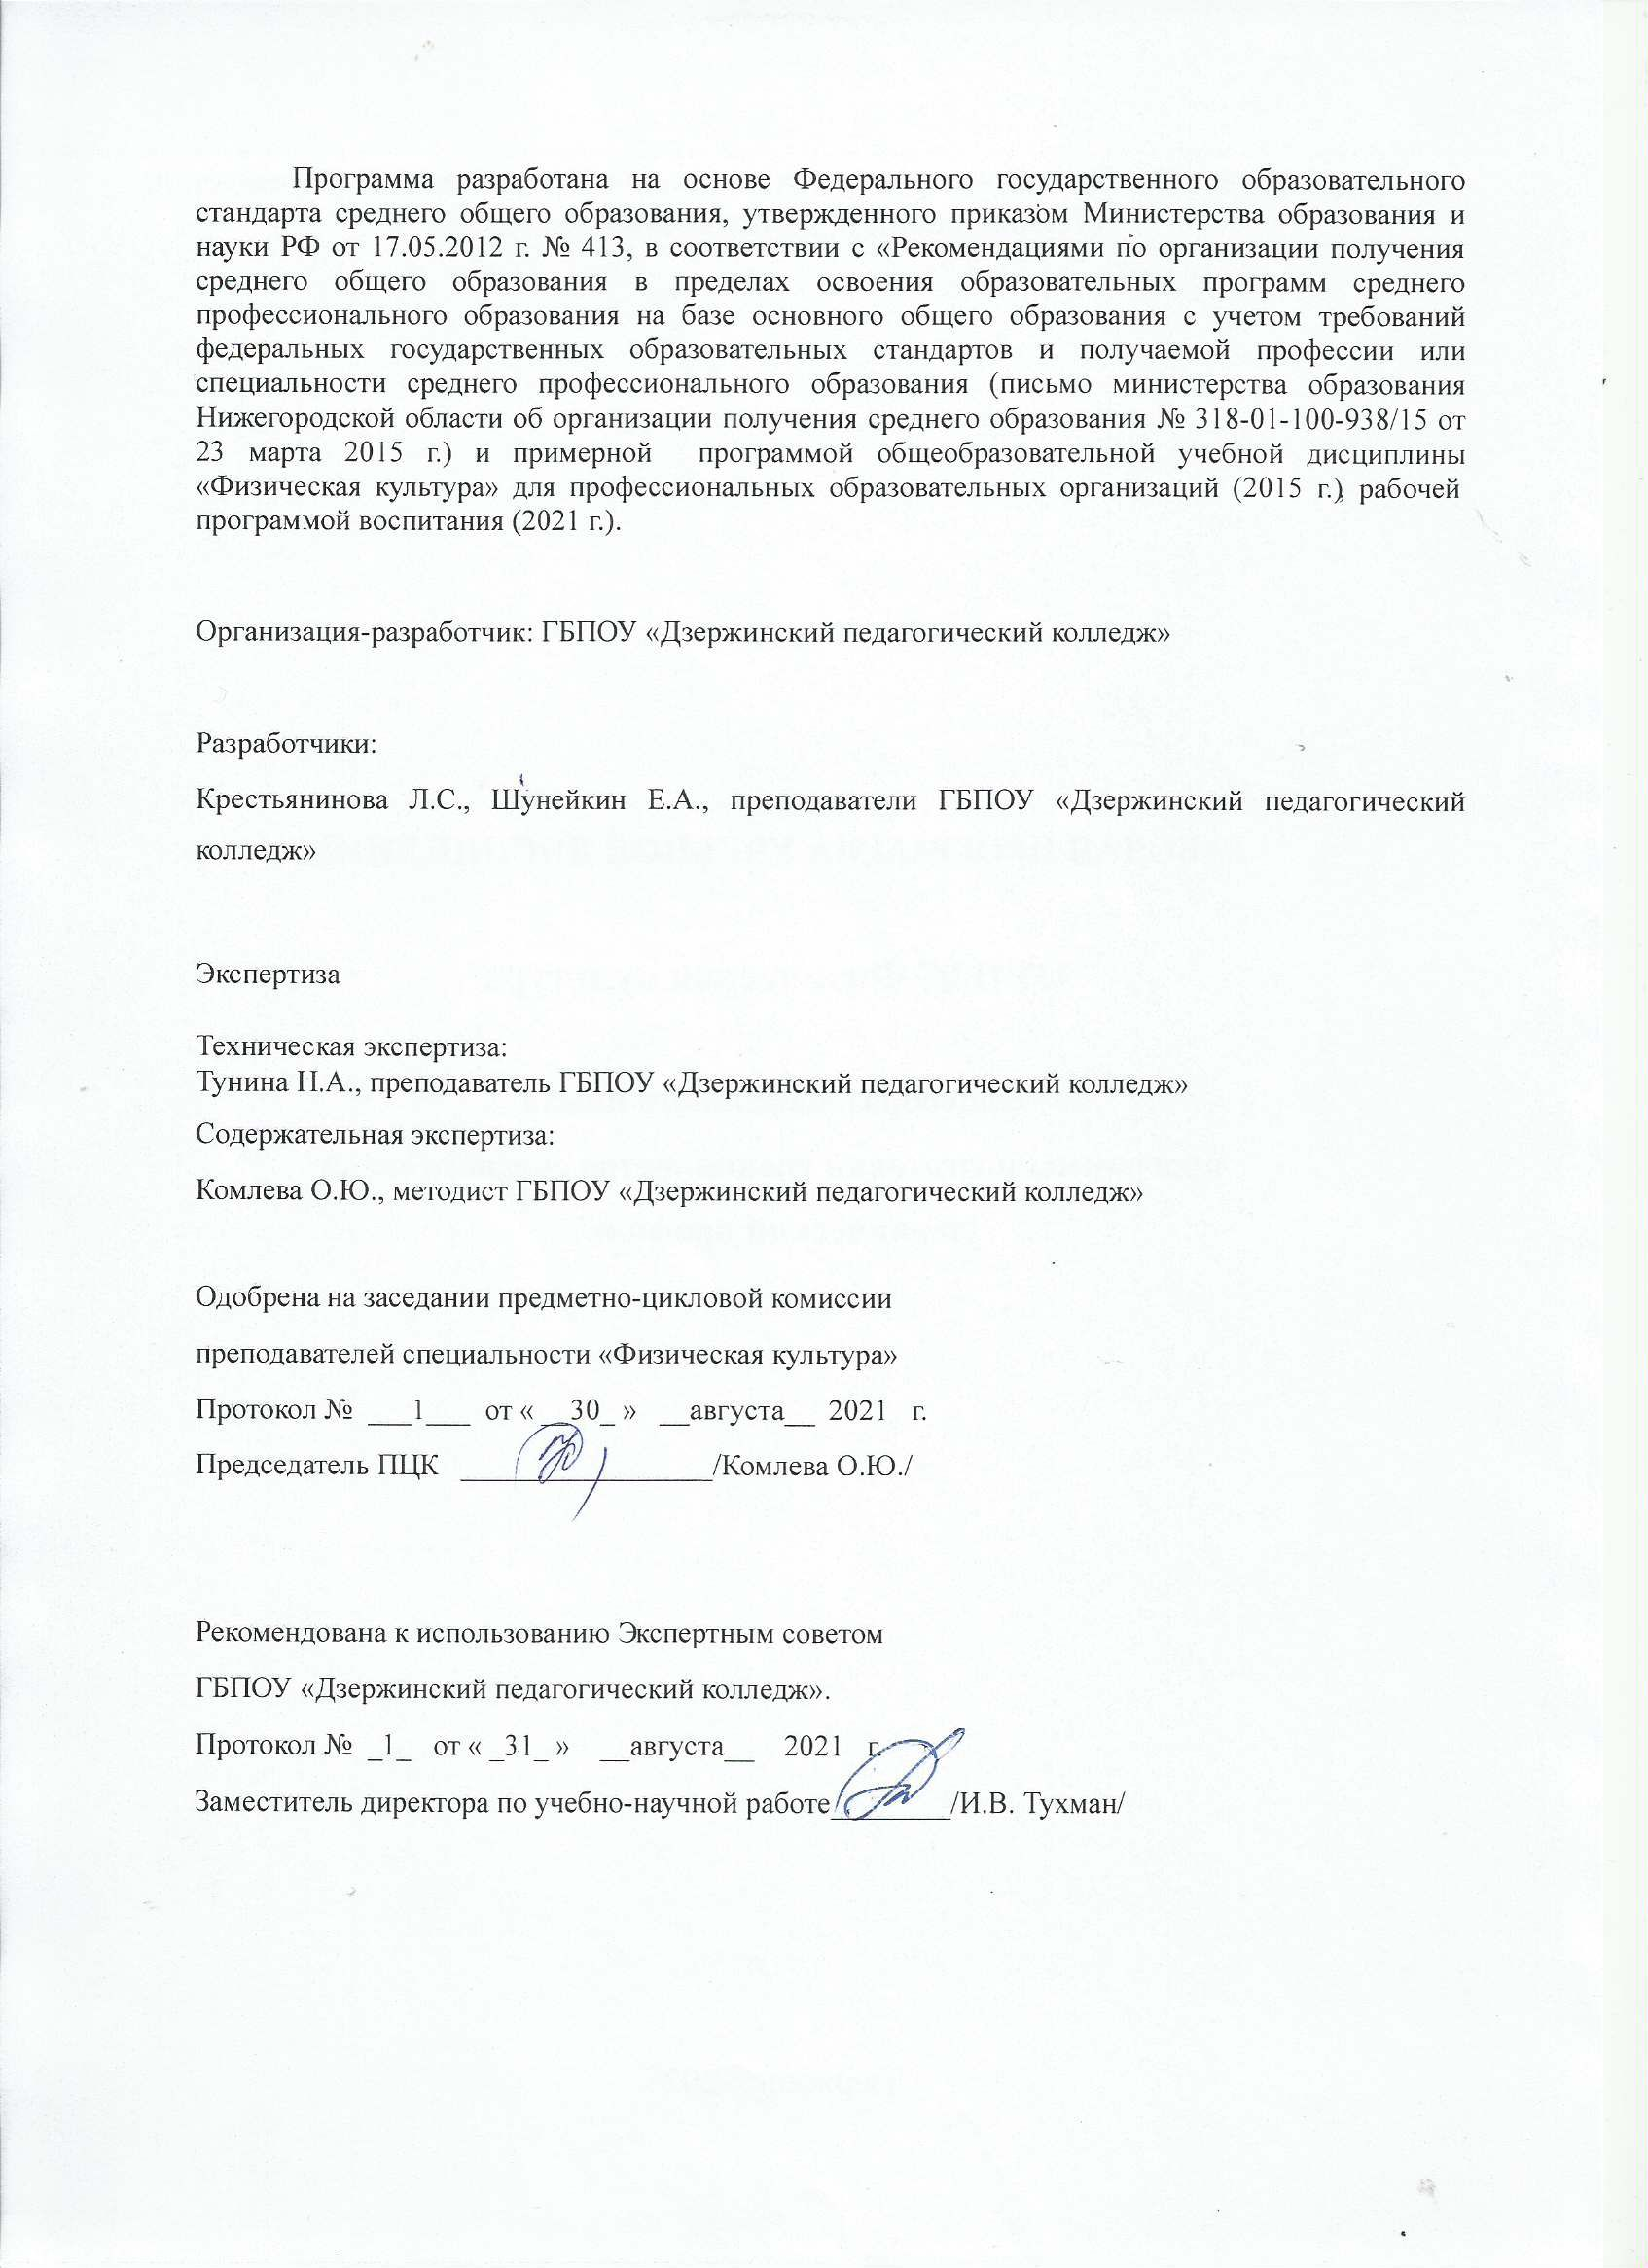 Программа разработана на основе Федерального государственного образовательного
стандарта среднего общего образования, утвержденного приказом Министерства образования и
науки РФ от 17.05.2012 г. № 413, в соответствии с «Рекомендациями по организации получения
среднего общего образования в пределах освоения образовательных программ среднего
профессионального образования на базе основного общего образования с учетом требований
федеральных государственных образовательных стандартов и получаемой профессии или
специальности среднего профессионального образования (письмо министерства образования
Нижегородской области об организации получения среднего образования № 318-01-100-938/15 от
23 марта 2015 г.) и примерной программой общеобразовательной учебной дисциплины
«Физическая культура» для профессиональных образовательных организаций (2015 г.), рабочей
программой воспитания (2021 г.).
Организация-разработчик: ГБПОУ «Дзержинский педагогический колледж»
Разработчики:
Крестьянинова Л.С., Шунейкин Е.А., преподаватели ГБПОУ «Дзержинский педагогический
колледж»
Экспертиза
Техническая экспертиза:
Тунина Н.А., преподаватель ГБПОУ «Дзержинский педагогический колледж»
Содержательная экспертиза:
Комлева О.Ю., методист ГБПОУ «Дзержинский педагогический колледж»
Одобрена на заседании предметно-цикловой комиссии
преподавателей специальности «Физическая культура»
Протокол № ___1___ от « __30_ » __августа__ 2021 г.
Председатель ПЦК _________________/Комлева О.Ю./
Рекомендована к использованию Экспертным советом
ГБПОУ «Дзержинский педагогический колледж».
Протокол № _1_ от « _31_ » __августа__ 2021 г.
Заместитель директора по учебно-научной работе________/И.В. Тухман/